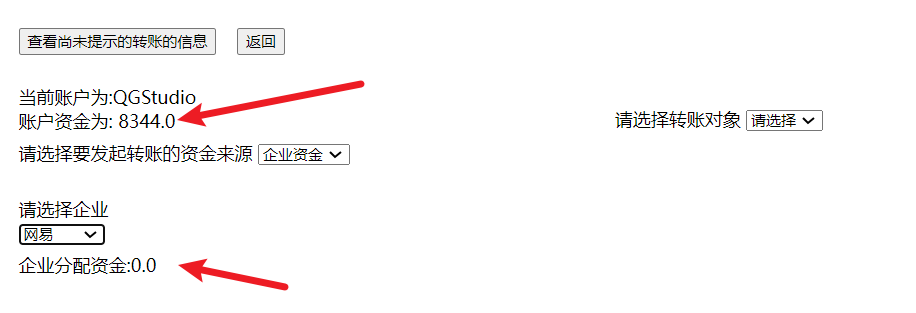 查看尚未提示的转账的信息 返回
当前账户为:QGStudio
账户资金为: 8344.0
请选择转账对象 请选择
请选择要发起转账的资金来源 企业资金
请选择企业
网易
企业分配资金:0.0